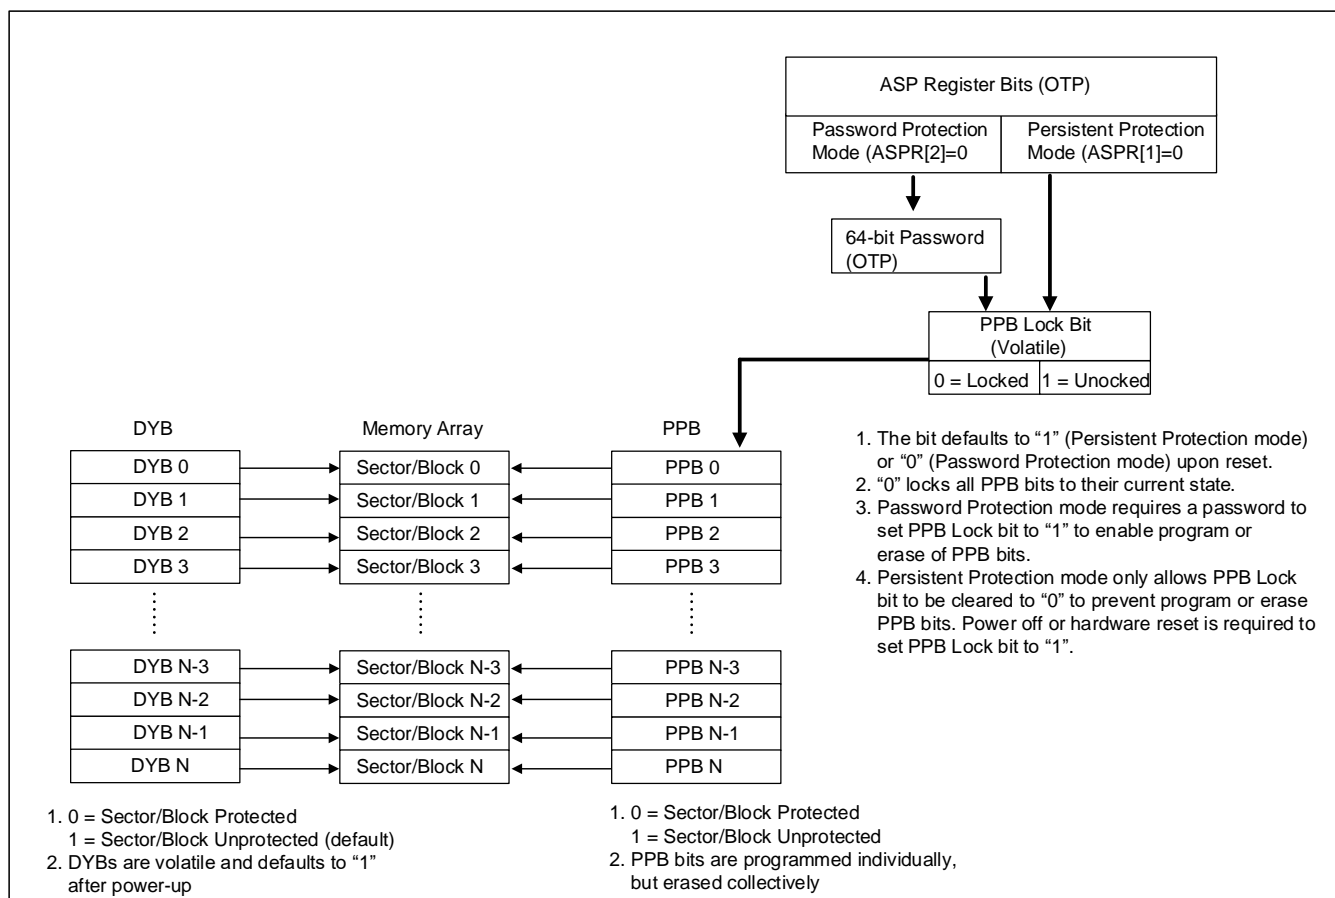 ASP Register Bits (OTP)
Password Protection
Mode (ASPR[2]=0
Persistent Protection
Mode (ASPR[1]=0
64-bit Password
(OTP)
PPB Lock Bit
(Volatile)
0 = Locked
1 = Unocked
1. The bit defaults to “1” (Persistent Protection mode)
or “0” (Password Protection mode) upon reset.
2. “0” locks all PPB bits to their current state.
3. Password Protection mode requires a password to
set PPB Lock bit to “1” to enable program or
erase of PPB bits.
4. Persistent Protection mode only allows PPB Lock
bit to be cleared to “0” to prevent program or erase
PPB bits. Power off or hardware reset is required to
set PPB Lock bit to “1”.
DYB
Memory Array
PPB
DYB 0
Sector/Block 0
PPB 0
DYB 1
Sector/Block 1
PPB 1
DYB 2
Sector/Block 2
PPB 2
DYB 3
Sector/Block 3
PPB 3
DYB N-3
Sector/Block N-3
PPB N-3
DYB N-2
Sector/Block N-2
PPB N-2
DYB N-1
Sector/Block N-1
PPB N-1
DYB N
Sector/Block N
PPB N
1. 0 = Sector/Block Protected
1 = Sector/Block Unprotected (default)
2. DYBs are volatile and defaults to “1”
after power-up
1. 0 = Sector/Block Protected
1 = Sector/Block Unprotected
2. PPB bits are programmed individually,
but erased collectively